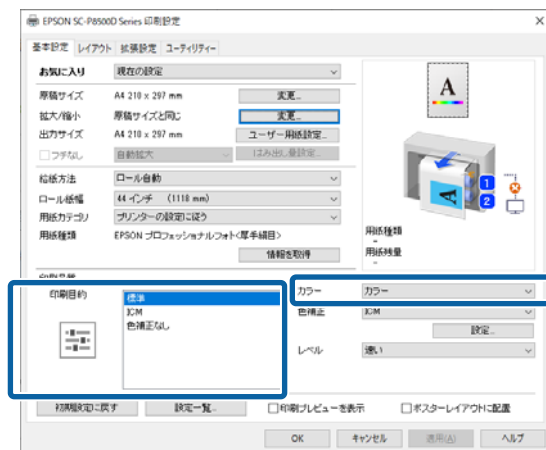 EPSON SC-P8500D Series 印刷設定
基本設定 レイアウト 拡張設定 ユーティリティー
お気に入り 現在の設定
原稿サイズ A4 210 x 297 mm 変更...
拡大/縮小 原稿サイズと同じ 変更...
出力サイズ A4 210 x 297 mm ユーザー用紙設定...
フチなし 自動拡大 はみ出し量設定...
給紙方法 ロール自動
ロール紙幅 44 インチ (1118 mm)
用紙カテゴリ プリンターの設定に従う
用紙種類 EPSON プロフェッショナルフォト<厚手絹目>
情報を取得
A
1
2
用紙種類
-
用紙残量
-
印刷品質
印刷目的 標準
ICM
色補正なし
カラー カラー
色補正 ICM
設定...
レベル 速い
初期設定に戻す 設定一覧...
印刷プレビューを表示 ポスターレイアウトに配置
OK キャンセル 適用(A) ヘルプ